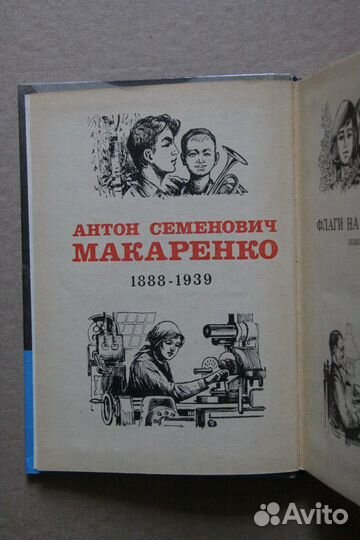 АНТОН СЕМЕНОВИЧ
МАКАРЕНКО
1888-1939
ФЛАГИ НА
Avito